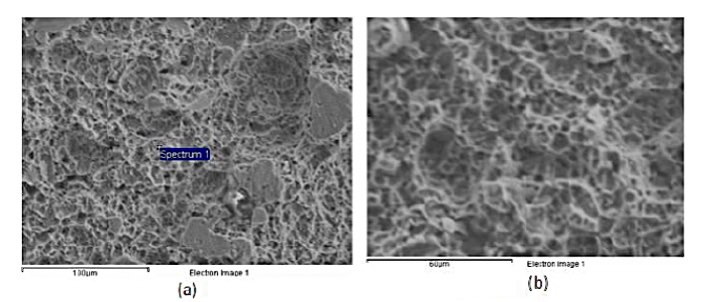 Spectrum 1
100µm
Electron Image 1
(a)
60µm
Electron Image 1
(b)